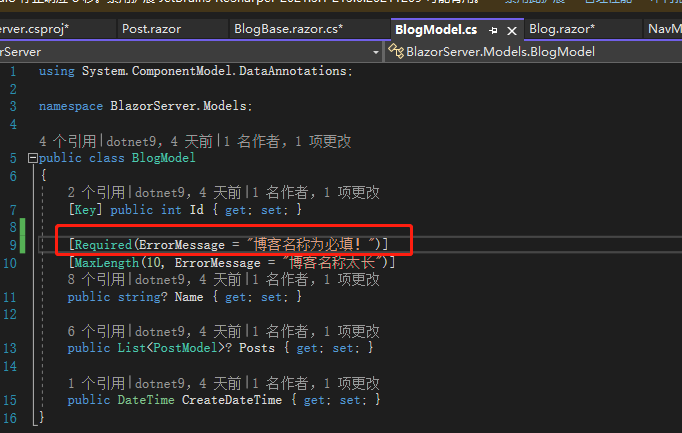 Server.csproj*
Post.razor
BlogBase.razor.cs*
BlogModel.cs
Blog.razor*
NavM
rServer
BlazorServer.Models.BlogModel
1 using System.ComponentModel.DataAnnotations;
2
3 namespace BlazorServer.Models;
4
4 个引用|dotnet9，4 天前|1 名作者，1 项更改
5 public class BlogModel
6 {
2 个引用|dotnet9，4 天前|1 名作者，1 项更改
7 [Key] public int Id { get; set; }
8
9 [Required(ErrorMessage = "博客名称为必填！")]
10 [MaxLength(10, ErrorMessage = "博客名称太长")]
8 个引用|dotnet9，4 天前|1 名作者，1 项更改
11 public string? Name { get; set; }
12
6 个引用|dotnet9，4 天前|1 名作者，1 项更改
13 public List<PostModel>? Posts { get; set; }
14
1 个引用|dotnet9，4 天前|1 名作者，1 项更改
15 public DateTime CreateDateTime { get; set; }
16 }